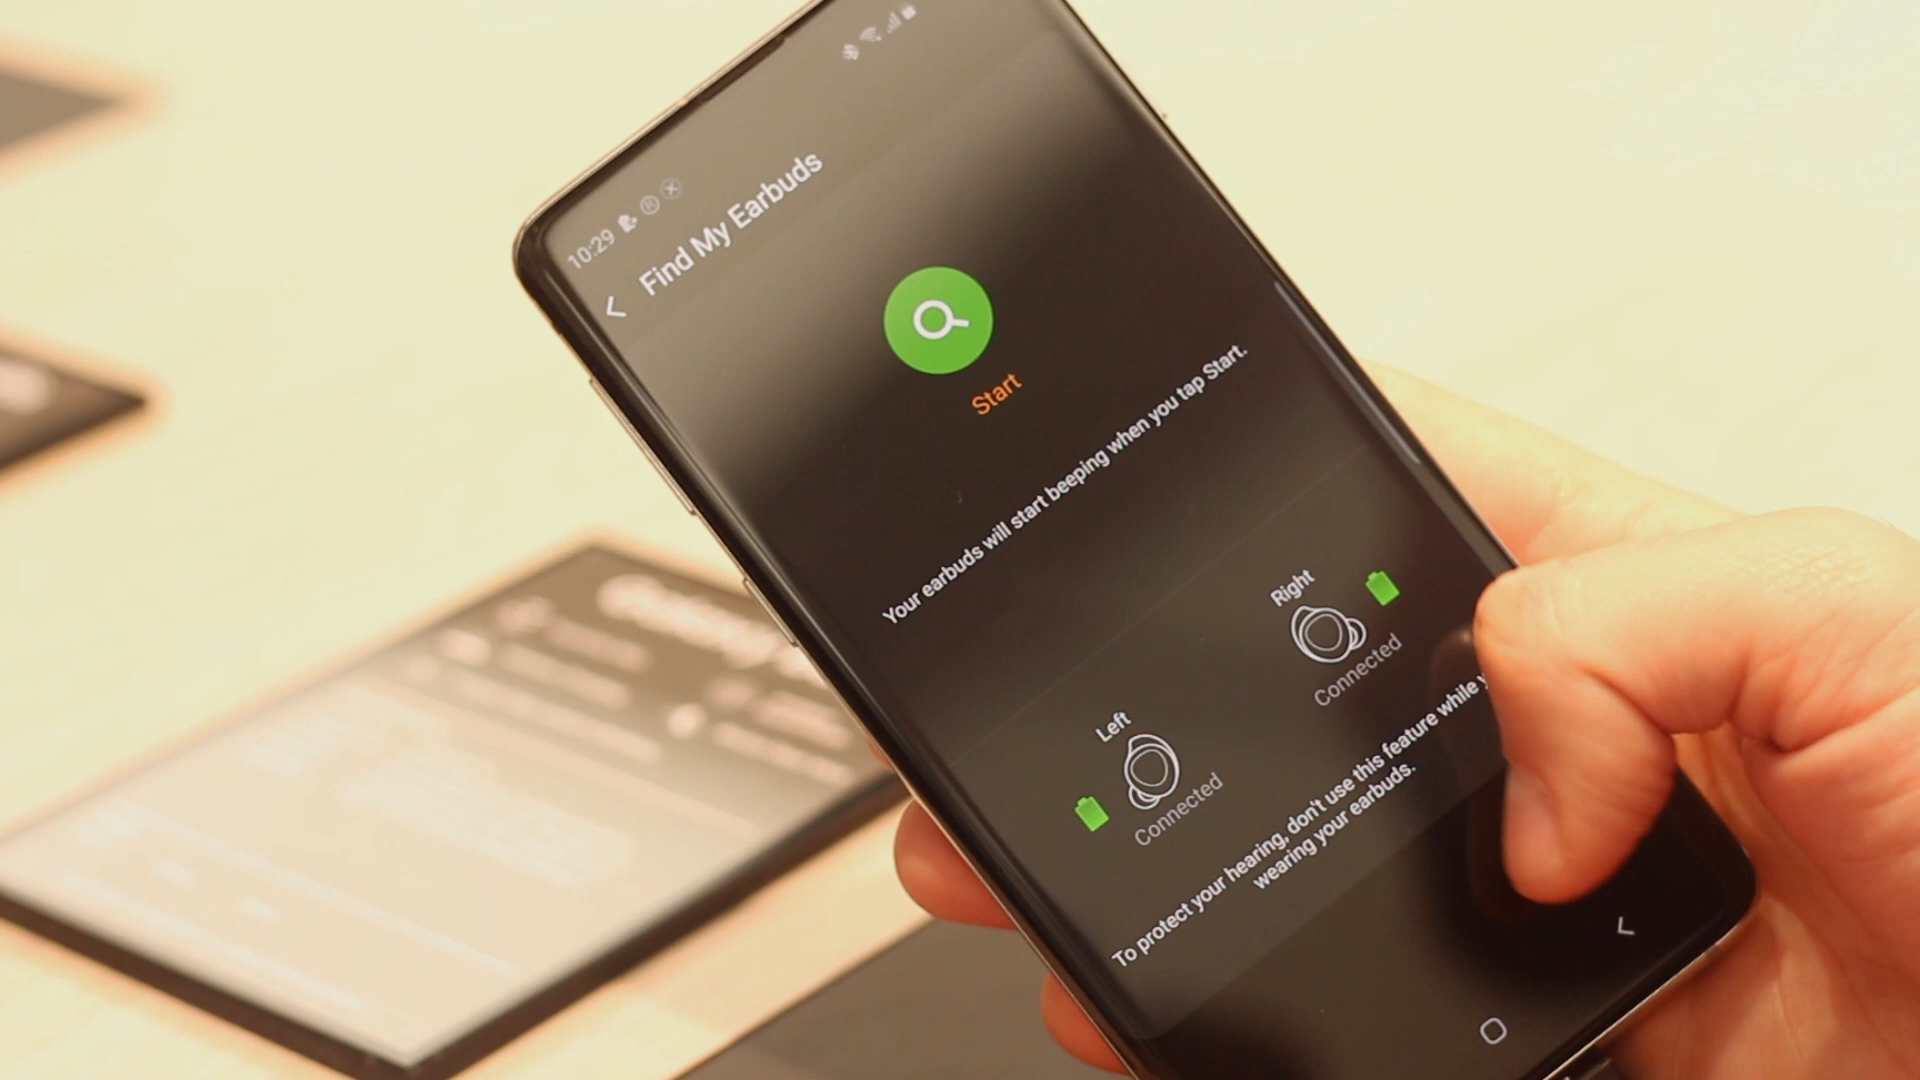 10:29
Find My Earbuds
Start
Your earbuds will start beeping when you tap Start.
Left
Right
Connected
Connected
To protect your hearing, don't use this feature while
wearing your earbuds.